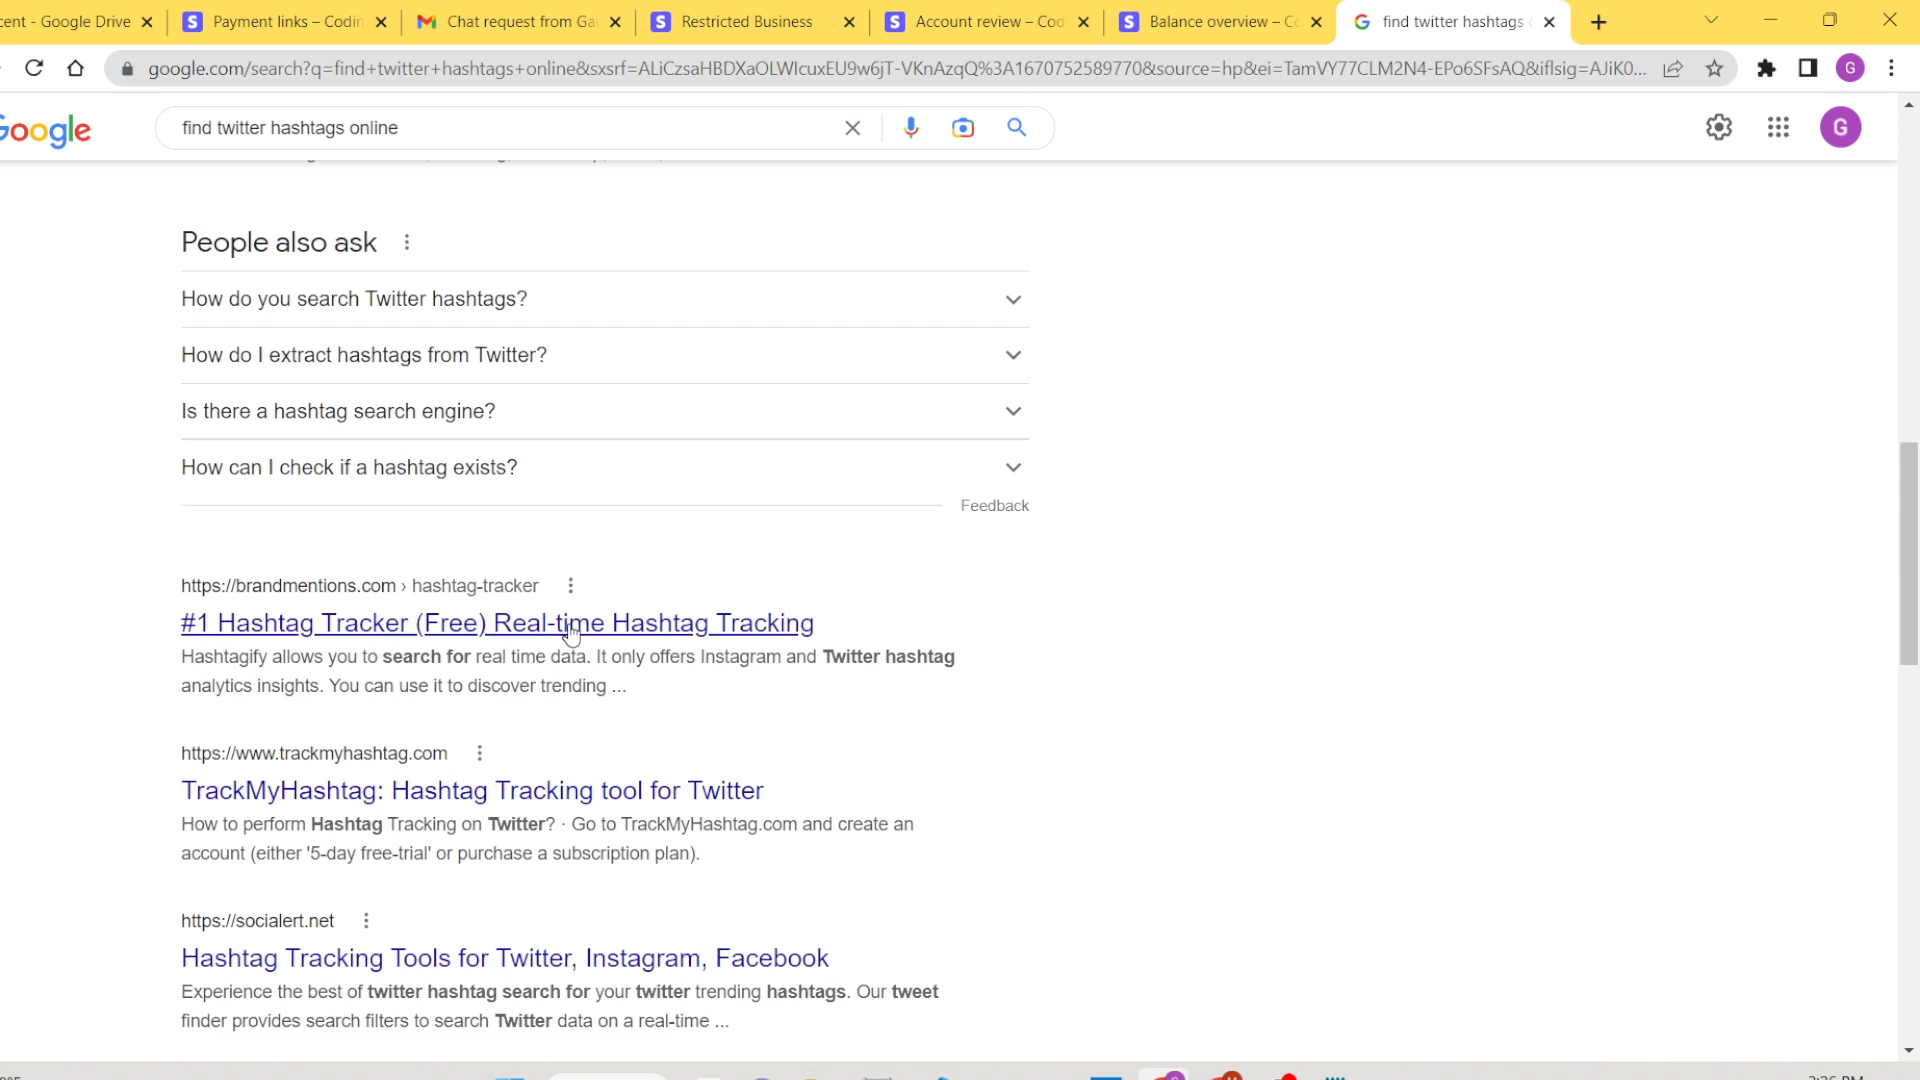 cent - Google Drive
Payment links – Codin
Chat request from Ga
Restricted Business
Account review – Cod
Balance overview – C
find twitter hashtags
google.com/search?q=find+twitter+hashtags+online&sxsrf=ALiCzsaHBDXaOLWIcuxEU9w6jT-VKnAzqQ%3A1670752589770&source=hp&ei=TamVY77CLM2N4-EPo6SFsAQ&iflsig=AJiK0...
G
Google
find twitter hashtags online
G
People also ask
How do you search Twitter hashtags?
How do I extract hashtags from Twitter?
Is there a hashtag search engine?
How can I check if a hashtag exists?
Feedback
https://brandmentions.com › hashtag-tracker
#1 Hashtag Tracker (Free) Real-time Hashtag Tracking
Hashtagify allows you to search for real time data. It only offers Instagram and Twitter hashtag
analytics insights. You can use it to discover trending ...
https://www.trackmyhashtag.com
TrackMyHashtag: Hashtag Tracking tool for Twitter
How to perform Hashtag Tracking on Twitter? · Go to TrackMyHashtag.com and create an
account (either '5-day free-trial' or purchase a subscription plan).
https://socialert.net
Hashtag Tracking Tools for Twitter, Instagram, Facebook
Experience the best of twitter hashtag search for your twitter trending hashtags. Our tweet
finder provides search filters to search Twitter data on a real-time ...